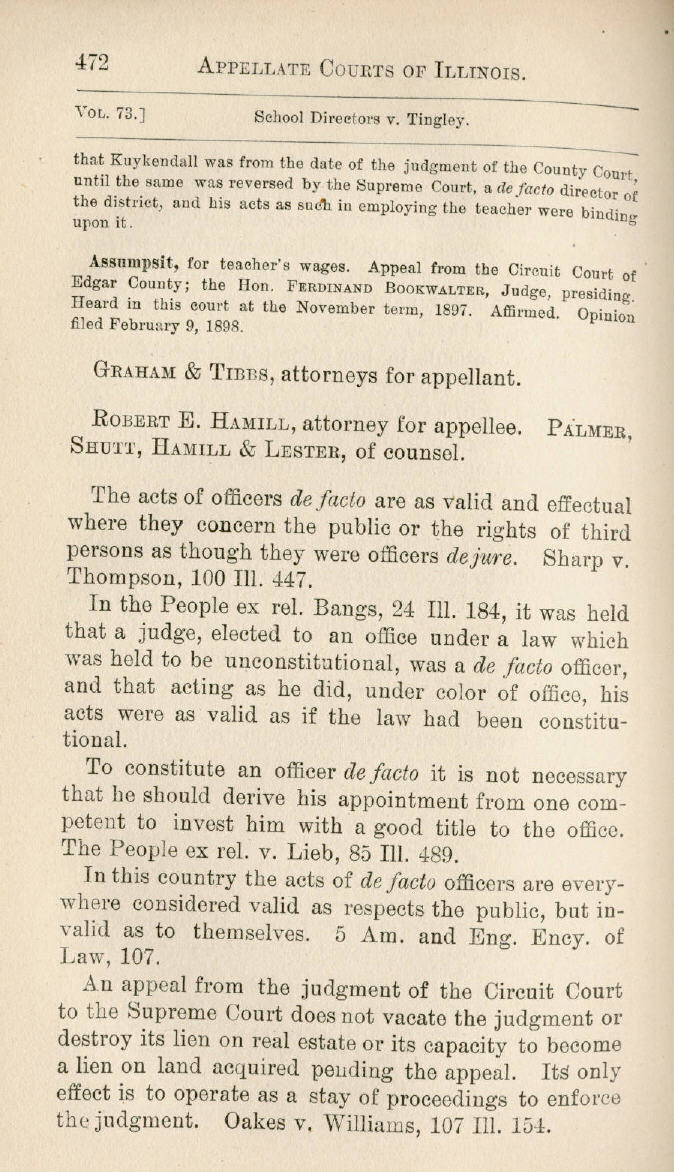 472 APPELLATE COURTS OF ILLINOIS.
VOL. 73.] School Directors v. Tingley.
that Kuykendall was from the date of the judgment of the County Court,
until the same was reversed by the Supreme Court, a de facto director of
the district, and his acts as such in employing the teacher were binding
upon it.
Assumpsit, for teacher's wages. Appeal from the Circuit Court of
Edgar County; the Hon. FERDINAND BOOKWALTER, Judge, presiding.
Heard in this court at the November term, 1897. Affirmed. Opinion
filed February 9, 1898.
GRAHAM & TIBBS, attorneys for appellant.
ROBERT E. HAMILL, attorney for appellee. PALMER,
SHUTT, HAMILL & LESTER, of counsel.
The acts of officers de facto are as valid and effectual
where they concern the public or the rights of third
persons as though they were officers de jure. Sharp v.
Thompson, 100 Ill. 447.
In the People ex rel. Bangs, 24 Ill. 184, it was held
that a judge, elected to an office under a law which
was held to be unconstitutional, was a de facto officer,
and that acting as he did, under color of office, his
acts were as valid as if the law had been constitu-
tional.
To constitute an officer de facto it is not necessary
that he should derive his appointment from one com-
petent to invest him with a good title to the office.
The People ex rel. v. Lieb, 85 Ill. 489.
In this country the acts of de facto officers are every-
where considered valid as respects the public, but in-
valid as to themselves. 5 Am. and Eng. Ency. of
Law, 107.
An appeal from the judgment of the Circuit Court
to the Supreme Court does not vacate the judgment or
destroy its lien on real estate or its capacity to become
a lien on land acquired pending the appeal. Its only
effect is to operate as a stay of proceedings to enforce
the judgment. Oakes v. Williams, 107 Ill. 154.